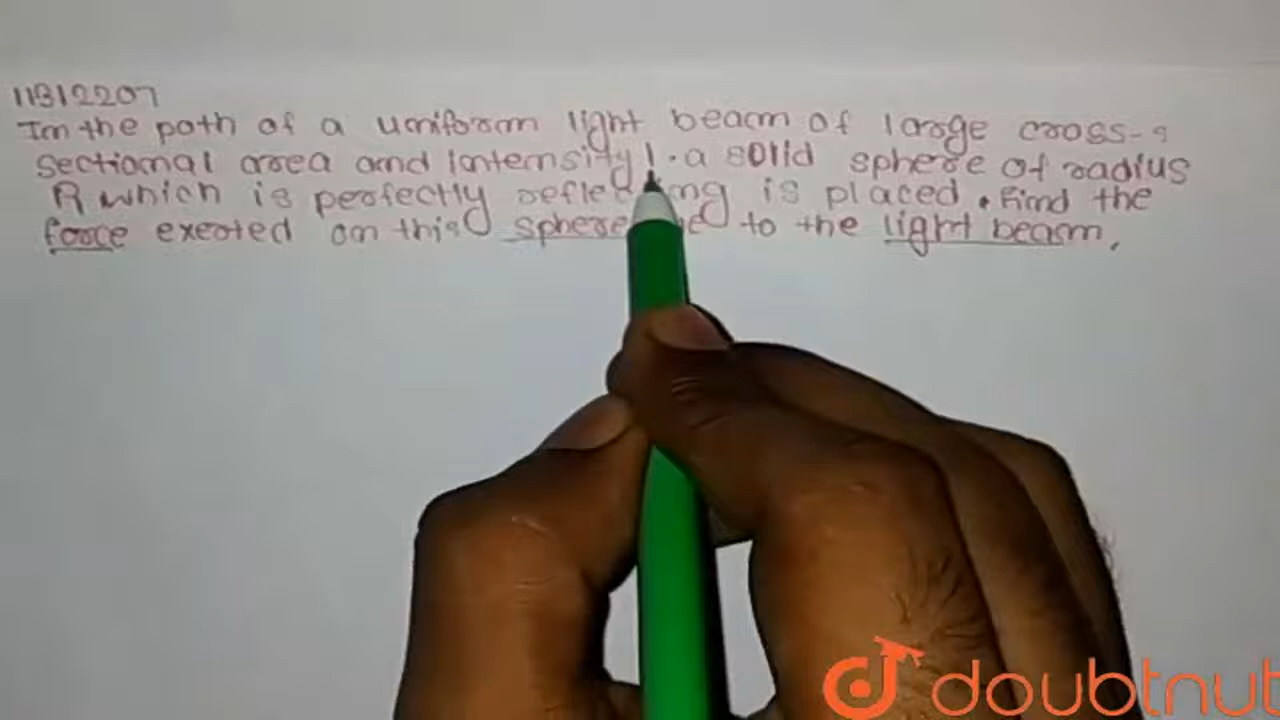 11312207
In the path of a uniform light beam of large cross-
sectional area and intensity I. a solid sphere of radius
R which is perfectly is placed. Find the
force exerted on this sphere to the light beam,
doubtnut